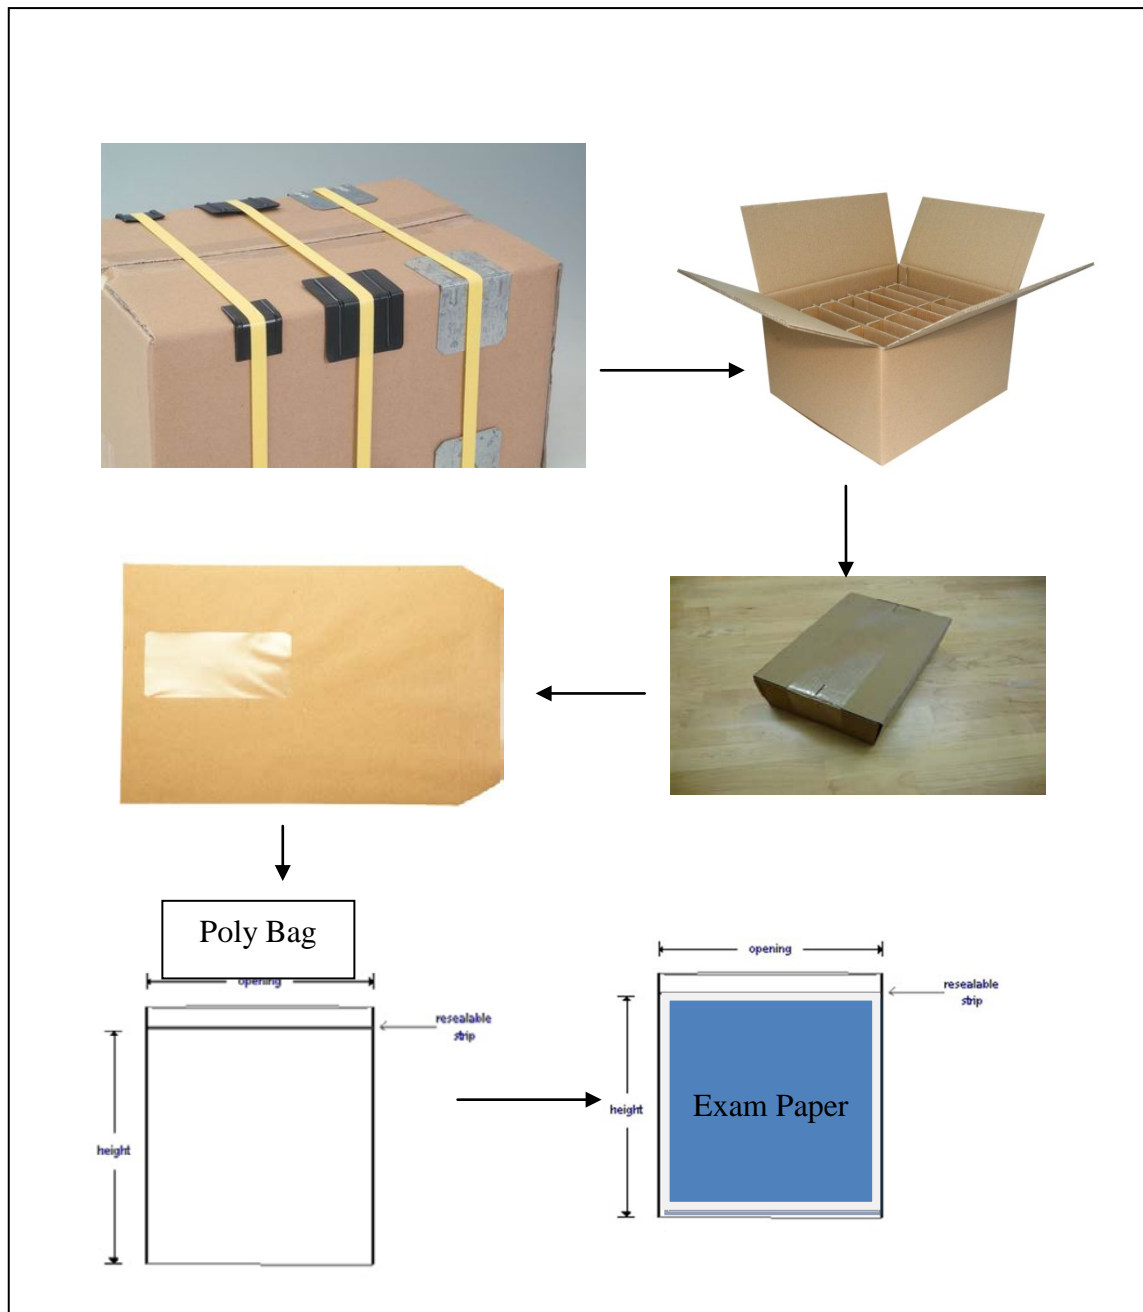 Poly Bag
opening
resealable
strip
height
opening
resealable
strip
height
Exam Paper